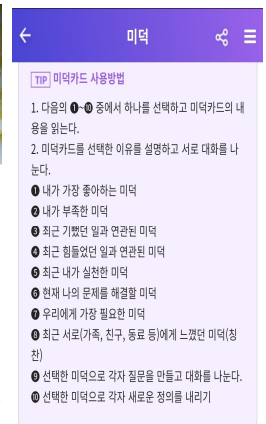 미덕
TIP 미덕카드 사용방법
1. 다음의 ❶~❿ 중에서 하나를 선택하고 미덕카드의 내
용을 읽는다.
2. 미덕카드를 선택한 이유를 설명하고 서로 대화를 나
눈다.
❶ 내가 가장 좋아하는 미덕
❷ 내가 부족한 미덕
❸ 최근 기뻤던 일과 연관된 미덕
❹ 최근 힘들었던 일과 연관된 미덕
❺ 최근 내가 실천한 미덕
❻ 현재 나의 문제를 해결할 미덕
❼ 우리에게 가장 필요한 미덕
❽ 최근 서로(가족, 친구, 동료 등)에게 느꼈던 미덕(칭
찬)
❾ 선택한 미덕으로 각자 질문을 만들고 대화를 나눈다.
❿ 선택한 미덕으로 각자 새로운 정의를 내리기